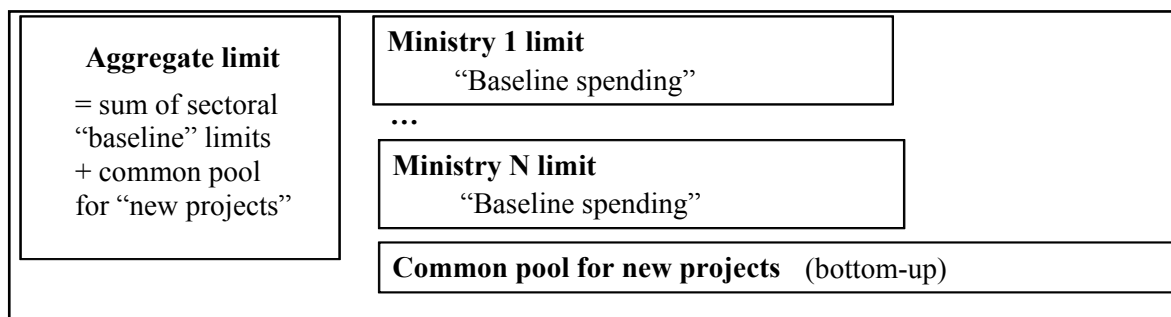 Aggregate limit
= sum of sectoral
“baseline” limits
+ common pool
for “new projects”
Ministry 1 limit
“Baseline spending”
…
Ministry N limit
“Baseline spending”
Common pool for new projects (bottom-up)